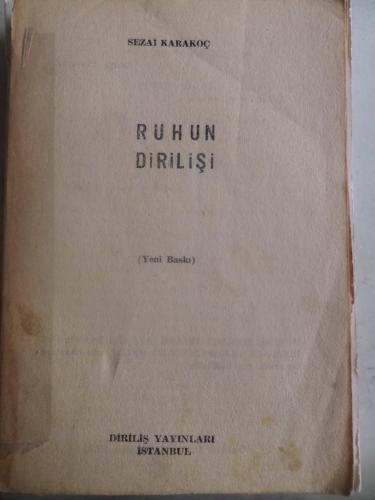 SEZAİ KARAKOÇ
RUHUN
DİRİLİŞİ
(Yeni Baskı)
DİRİLİŞ YAYINLARI
İSTANBUL